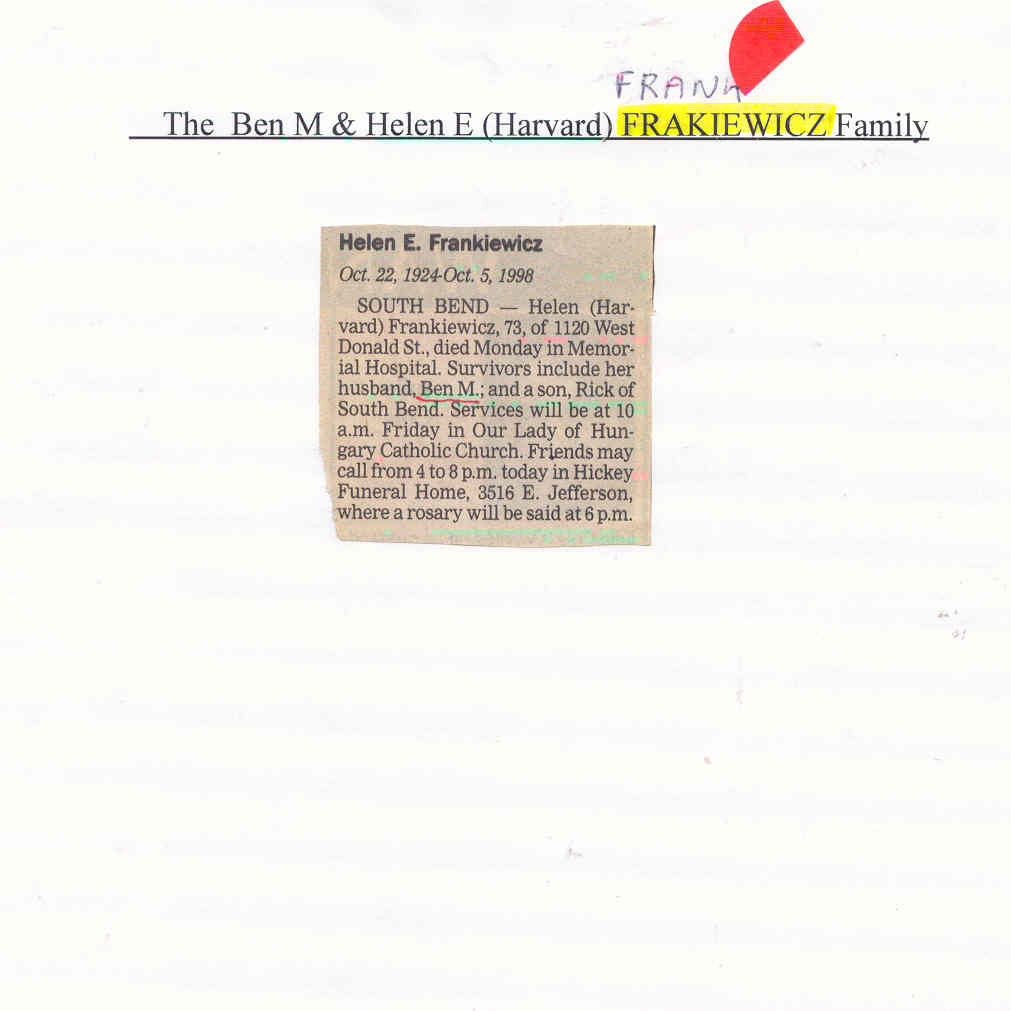 FRANK
The Ben M & Helen E (Harvard) FRAKIEWICZ Family
Helen E. Frankiewicz
Oct. 22, 1924-Oct. 5, 1998
SOUTH BEND — Helen (Har-
vard) Frankiewicz, 73, of 1120 West
Donald St., died Monday in Memor-
ial Hospital. Survivors include her
husband, Ben M.; and a son, Rick of
South Bend. Services will be at 10
a.m. Friday in Our Lady of Hun-
gary Catholic Church. Friends may
call from 4 to 8 p.m. today in Hickey
Funeral Home, 3516 E. Jefferson,
where a rosary will be said at 6 p.m.